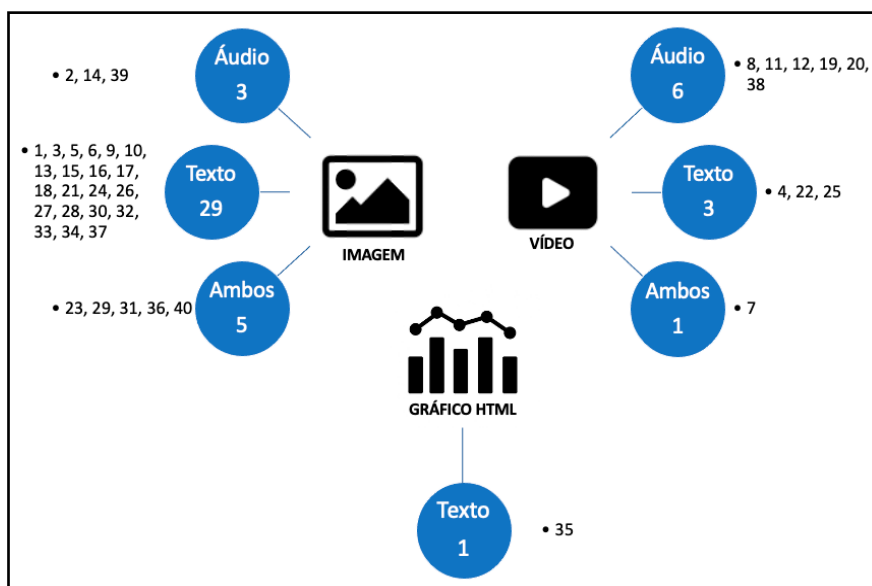 Áudio
3
• 2, 14, 39
Texto
29
• 1, 3, 5, 6, 9, 10,
13, 15, 16, 17,
18, 21, 24, 26,
27, 28, 30, 32,
33, 34, 37
Ambos
5
• 23, 29, 31, 36, 40
IMAGEM
Áudio
6
• 8, 11, 12, 19, 20,
38
Texto
3
• 4, 22, 25
Ambos
1
• 7
VÍDEO
GRÁFICO HTML
Texto
1
• 35